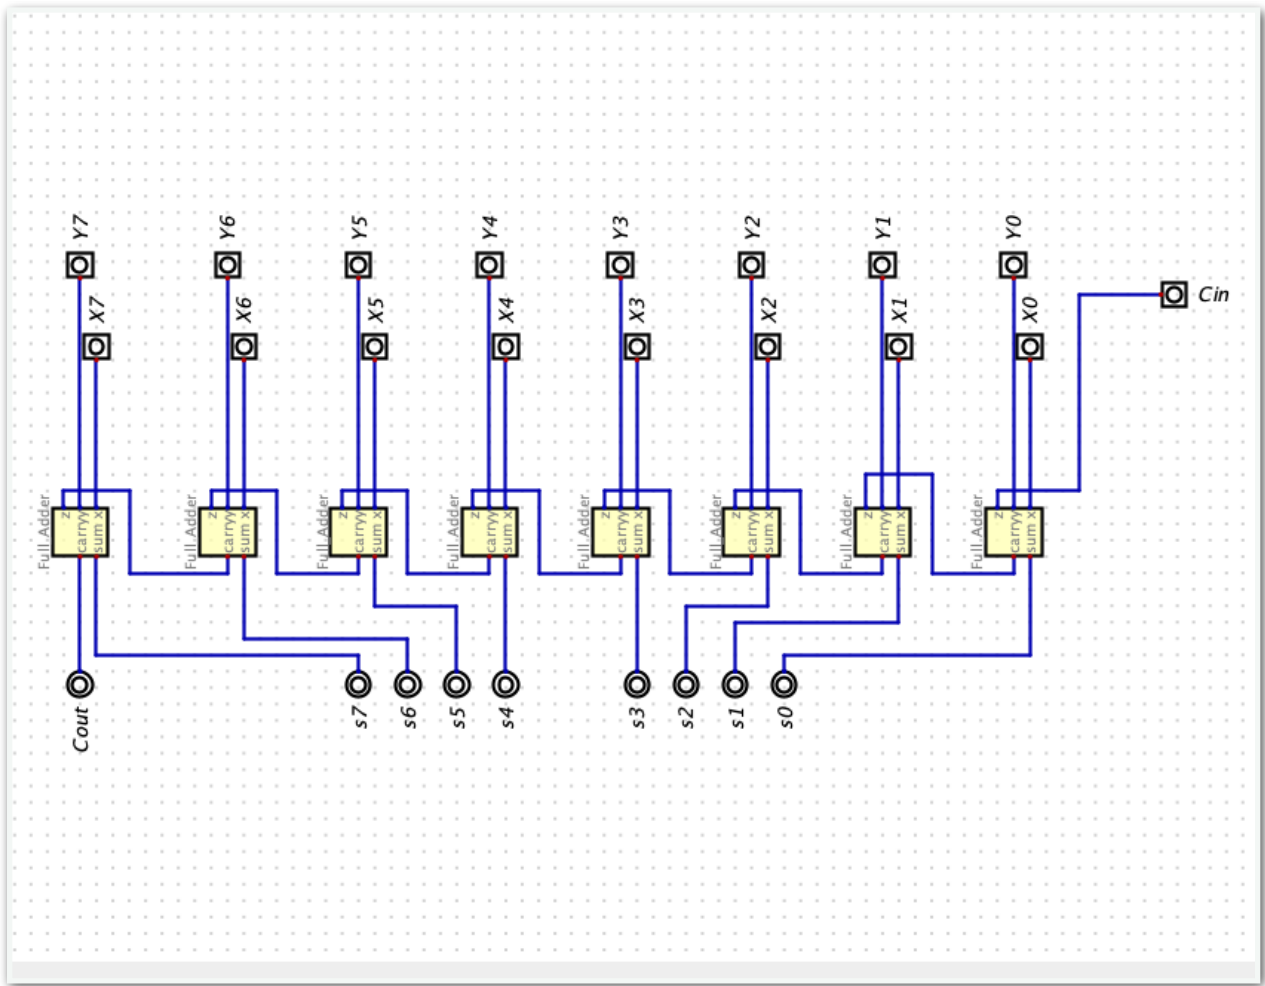 Y7 Y6 Y5 Y4 Y3 Y2 Y1 Y0
X7 X6 X5 X4 X3 X2 X1 X0 Cin
Full Adder Full Adder Full Adder Full Adder Full Adder Full Adder Full Adder Full Adder
z y x z y x z y x z y x z y x z y x z y x z y x
carry sum carry sum carry sum carry sum carry sum carry sum carry sum carry sum
Cout s7 s6 s5 s4 s3 s2 s1 s0